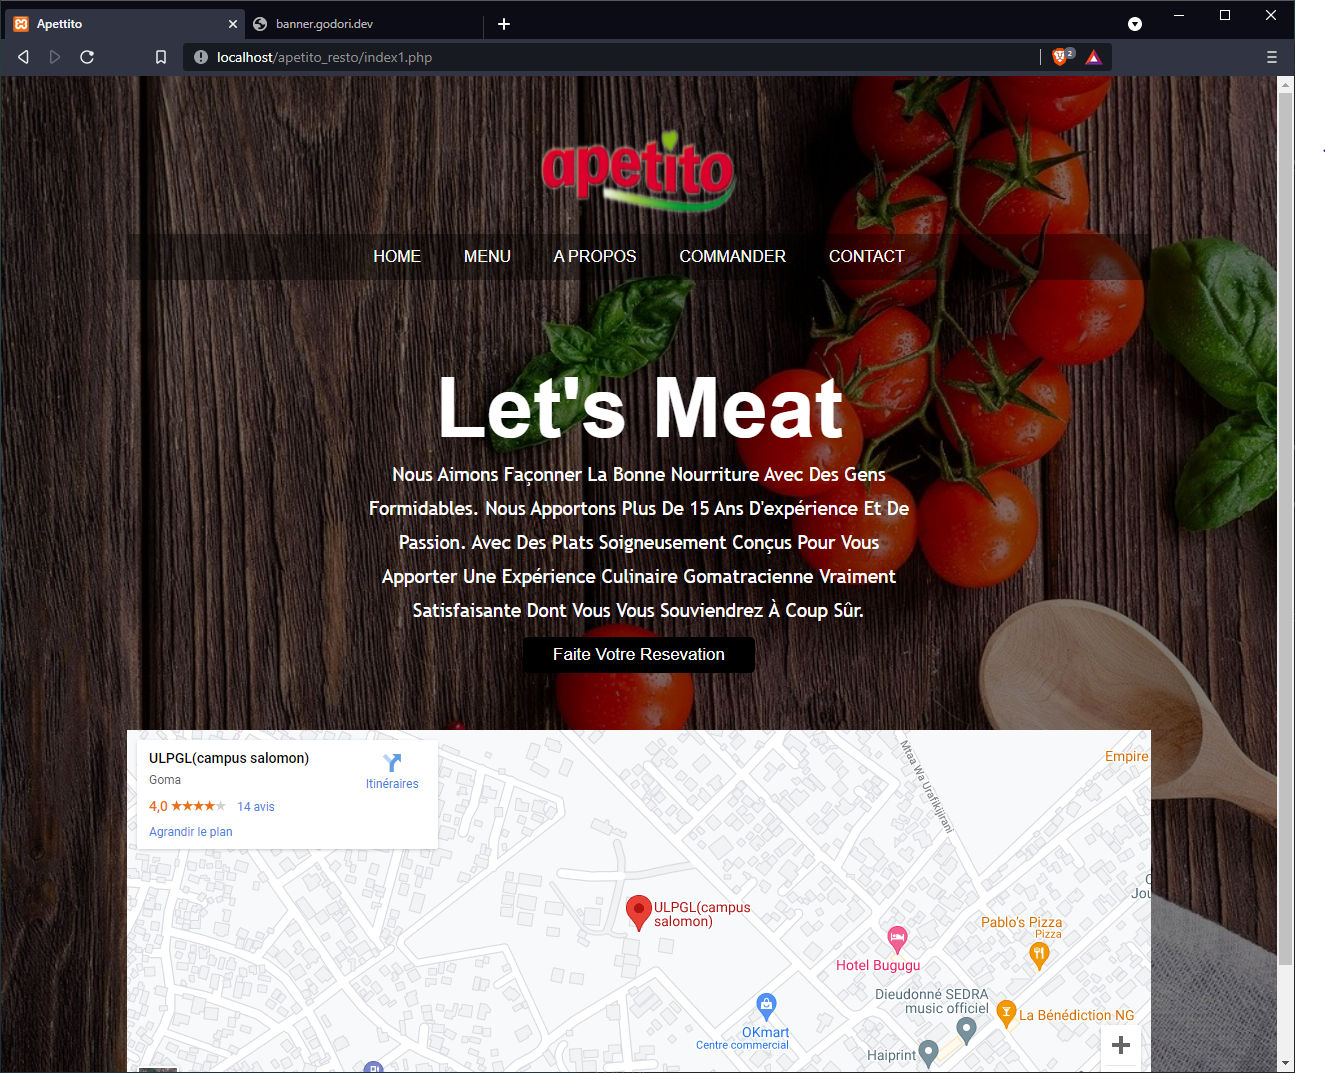 Apettito
banner.godori.dev
localhost/apetito_resto/index1.php
2
apetito
HOME MENU A PROPOS COMMANDER CONTACT
Let's Meat
Nous Aimons Façonner La Bonne Nourriture Avec Des Gens
Formidables. Nous Apportons Plus De 15 Ans D'expérience Et De
Passion. Avec Des Plats Soigneusement Conçus Pour Vous
Apporter Une Expérience Culinaire Gomatracienne Vraiment
Satisfaisante Dont Vous Vous Souviendrez À Coup Sûr.
Faite Votre Resevation
ULPGL(campus salomon)
Goma
4,0 14 avis
Agrandir le plan
Itinéraires
Mtaa Wa Urafikijirani
Empire
ULPGL(campus
salomon)
Pablo's Pizza
Pizza
Hotel Bugugu
Dieudonné SEDRA
music officiel
La Bénédiction NG
OKmart
Centre commercial
Haiprint